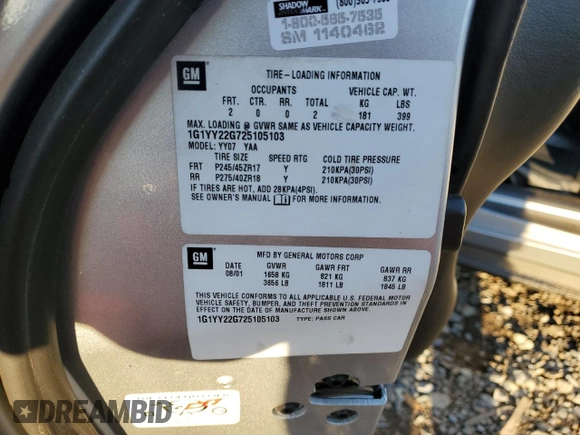 SHADOW
MARK
1-800-585-7535
SM 1140462
GM
TIRE-LOADING INFORMATION
OCCUPANTS VEHICLE CAP. WT.
FRT. CTR. RR. TOTAL KG LBS
2 0 0 2 181 399
MAX. LOADING @ GVWR SAME AS VEHICLE CAPACITY WEIGHT.
1G1YY22G725105103
MODEL: YY07 YAA
TIRE SIZE SPEED RTG COLD TIRE PRESSURE
FRT P245/45ZR17 Y 210KPA(30PSI)
RR P275/40ZR18 Y 210KPA(30PSI)
IF TIRES ARE HOT, ADD 28KPA(4PSI).
SEE OWNER'S MANUAL FOR MORE INFORMATION.
GM
MFD BY GENERAL MOTORS CORP
DATE GVWR GAWR FRT GAWR RR
08/01 1658 KG 821 KG 837 KG
3656 LB 1811 LB 1845 LB
THIS VEHICLE CONFORMS TO ALL APPLICABLE U.S. FEDERAL MOTOR
VEHICLE SAFETY, BUMPER, AND THEFT PREVENTION STANDARDS IN
EFFECT ON THE DATE OF MANUFACTURE SHOWN ABOVE.
1G1YY22G725105103 TYPE: PASS CAR
DREAMBID